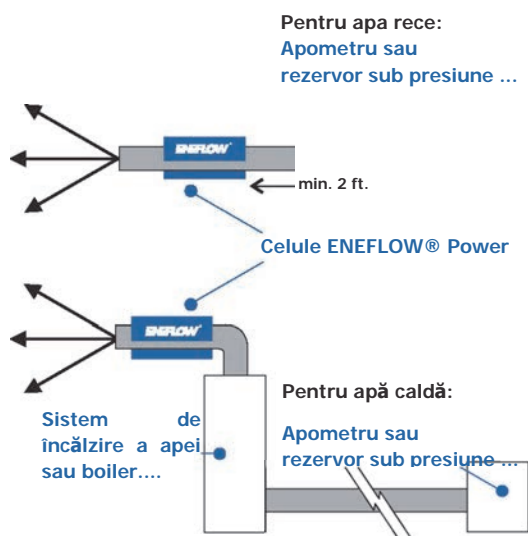 Pentru apa rece:
Apometru sau
rezervor sub presiune ...
ENEFLOW®
min. 2 ft.
Celule ENEFLOW® Power
ENEFLOW®
Pentru apă caldă:
Sistem de
încălzire a apei
sau boiler....
Apometru sau
rezervor sub presiune ...